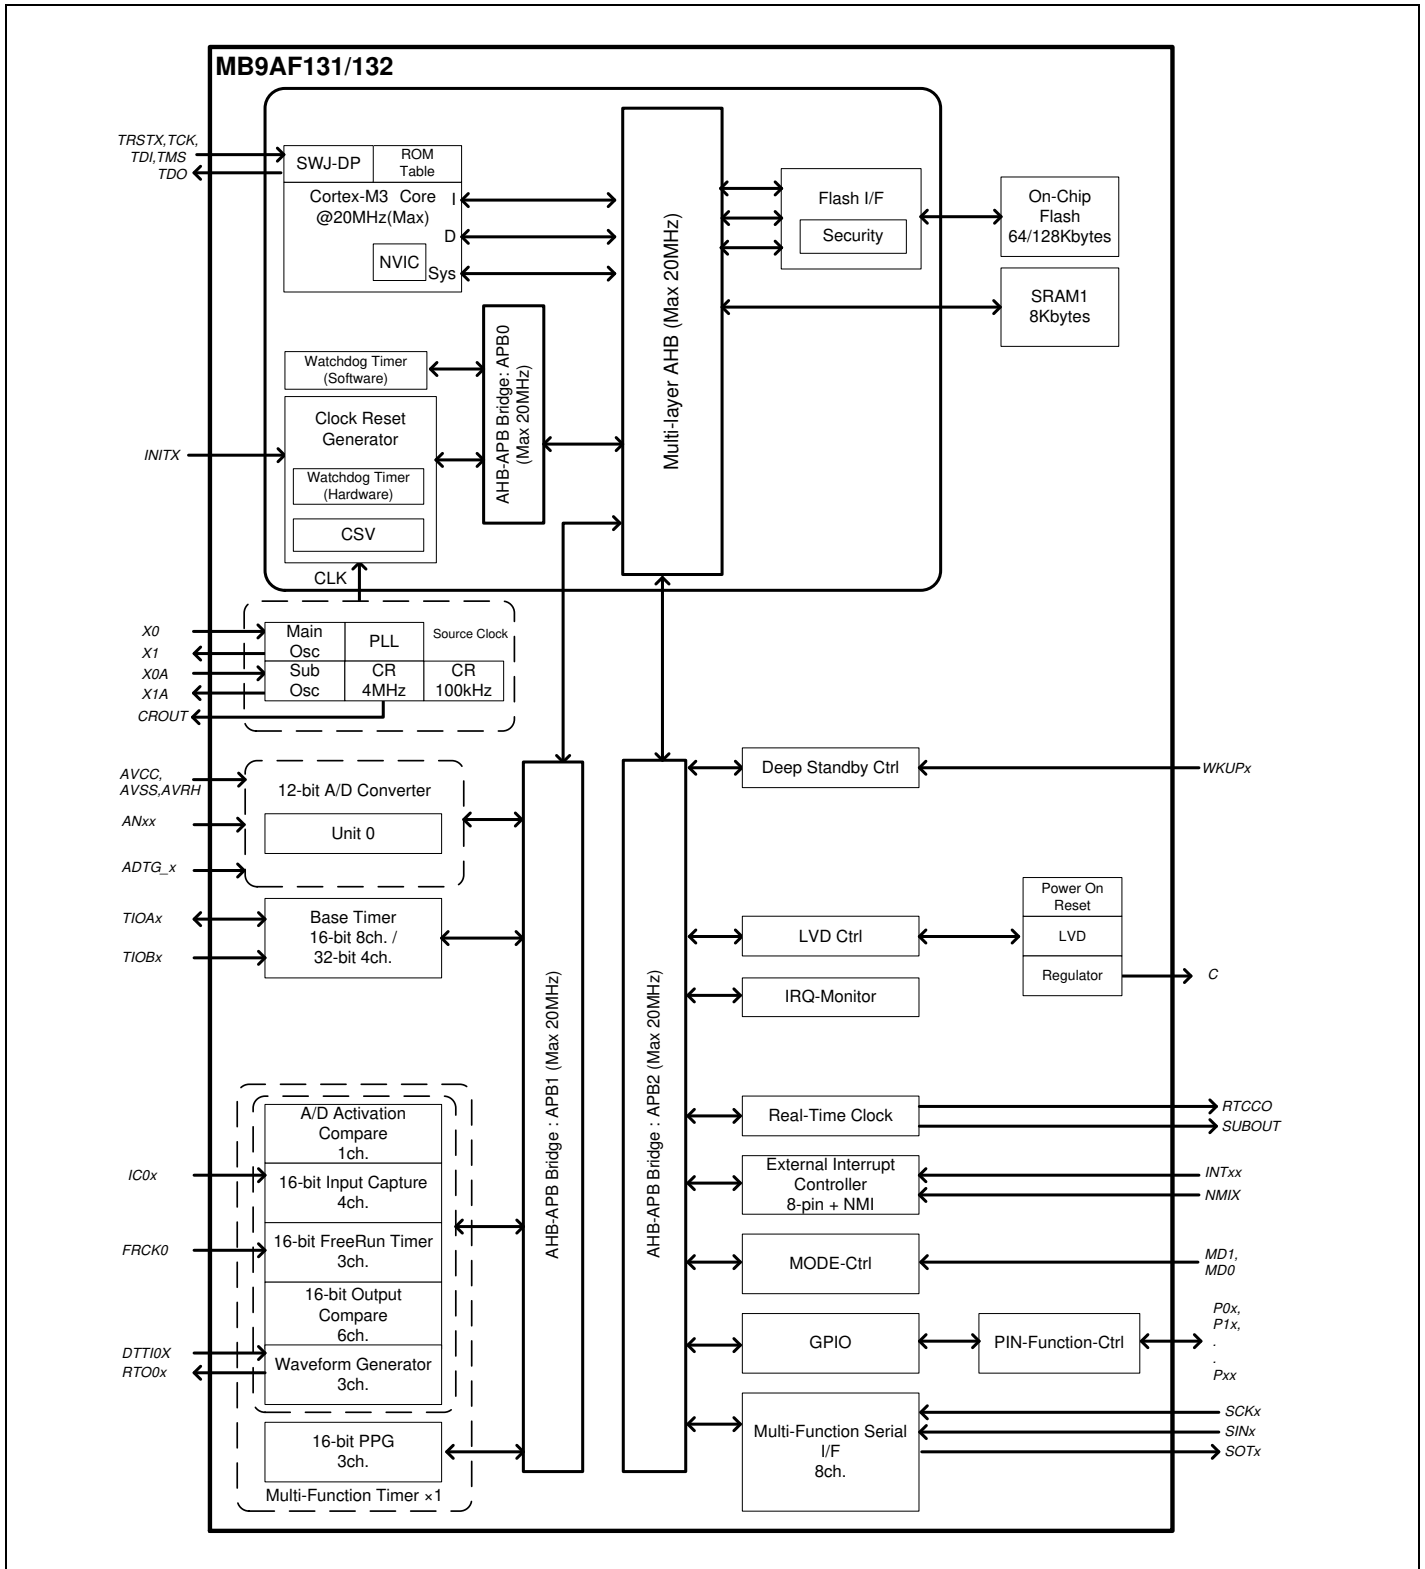 MB9AF131/132
TRSTX,TCK,
TDI,TMS
TDO
SWJ-DP
ROM
Table
Cortex-M3 Core
@20MHz(Max)
I
D
Sys
NVIC
Multi-layer AHB (Max 20MHz)
Flash I/F
Security
On-Chip
Flash
64/128Kbytes
SRAM1
8Kbytes
Watchdog Timer
(Software)
AHB-APB Bridge: APB0
(Max 20MHz)
INITX
Clock Reset
Generator
Watchdog Timer
(Hardware)
CSV
CLK
X0
X1
X0A
X1A
CROUT
Main
Osc
PLL
Source Clock
Sub
Osc
CR
4MHz
CR
100kHz
AVCC,
AVSS,AVRH
ANxx
ADTG_x
12-bit A/D Converter
Unit 0
TIOAx
TIOBx
Base Timer
16-bit 8ch. /
32-bit 4ch.
AHB-APB Bridge : APB1 (Max 20MHz)
AHB-APB Bridge : APB2 (Max 20MHz)
Deep Standby Ctrl
WKUPx
LVD Ctrl
Power On
Reset
LVD
Regulator
C
IRQ-Monitor
IC0x
FRCK0
DTTI0X
RTO0x
A/D Activation
Compare
1ch.
16-bit Input Capture
4ch.
16-bit FreeRun Timer
3ch.
16-bit Output
Compare
6ch.
Waveform Generator
3ch.
16-bit PPG
3ch.
Multi-Function Timer ×1
Real-Time Clock
RTCCO
SUBOUT
External Interrupt
Controller
8-pin + NMI
INTxx
NMIX
MODE-Ctrl
MD1,
MD0
GPIO
PIN-Function-Ctrl
P0x,
P1x,
.
.
Pxx
Multi-Function Serial
I/F
8ch.
SCKx
SINx
SOTx